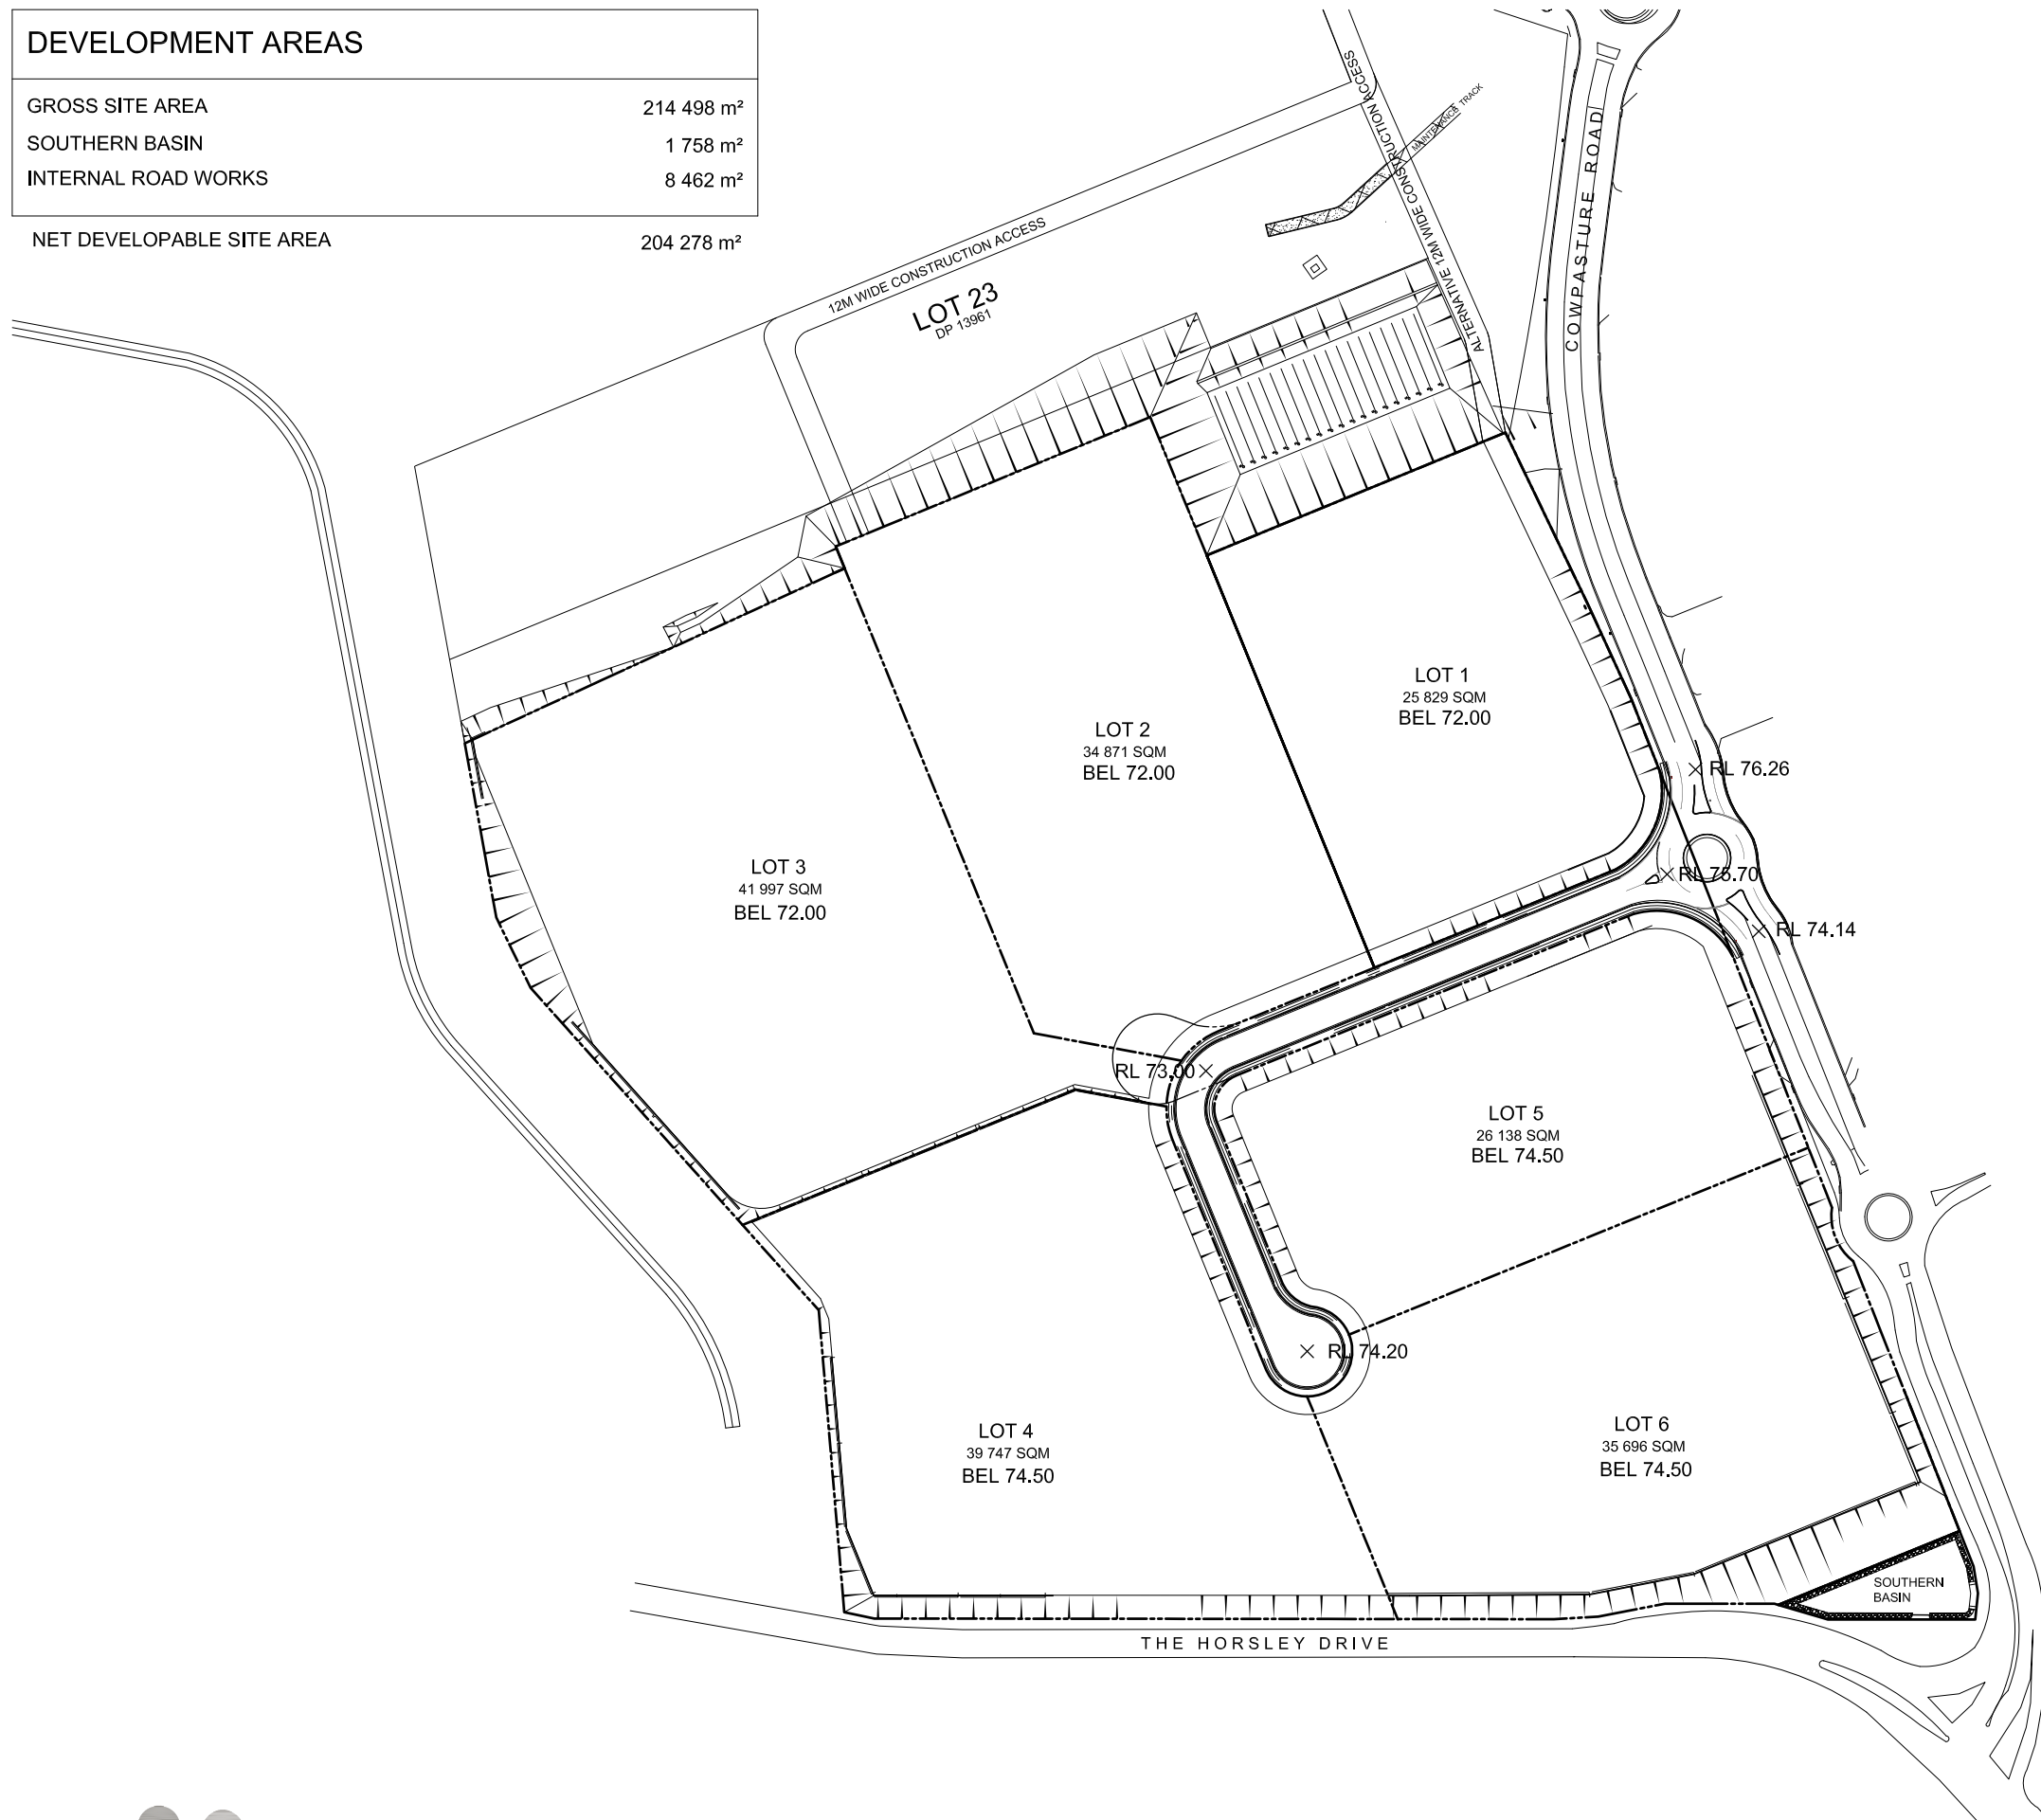 DEVELOPMENT AREAS
GROSS SITE AREA 214 498 m²
SOUTHERN BASIN 1 758 m²
INTERNAL ROAD WORKS 8 462 m²
NET DEVELOPABLE SITE AREA 204 278 m²
12M WIDE CONSTRUCTION ACCESS
LOT 23
DP 13961
ALTERNATIVE 12M WIDE CONSTRUCTION ACCESS
MAINTENANCE TRACK
COWPASTURE ROAD
LOT 1
25 829 SQM
BEL 72.00
LOT 2
34 871 SQM
BEL 72.00
RL 76.26
LOT 3
41 997 SQM
BEL 72.00
RL 75.70
RL 74.14
RL 73.00
LOT 5
26 138 SQM
BEL 74.50
RL 74.20
LOT 4
39 747 SQM
BEL 74.50
LOT 6
35 696 SQM
BEL 74.50
SOUTHERN
BASIN
THE HORSLEY DRIVE